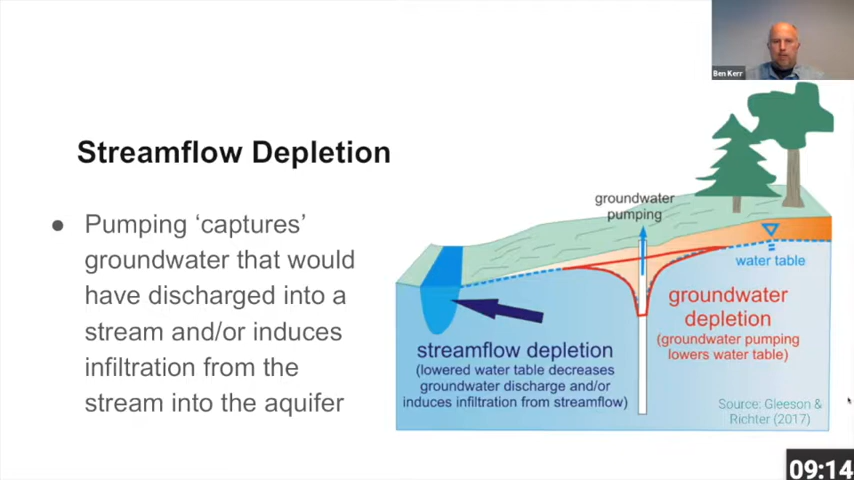 Ben Kerr
Streamflow Depletion
● Pumping ‘captures’
groundwater that would
have discharged into a
stream and/or induces
infiltration from the
stream into the aquifer
groundwater
pumping
water table
groundwater
depletion
(groundwater pumping
lowers water table)
streamflow depletion
(lowered water table decreases
groundwater discharge and/or
induces infiltration from streamflow)
Source: Gleeson &
Richter (2017)
09:14